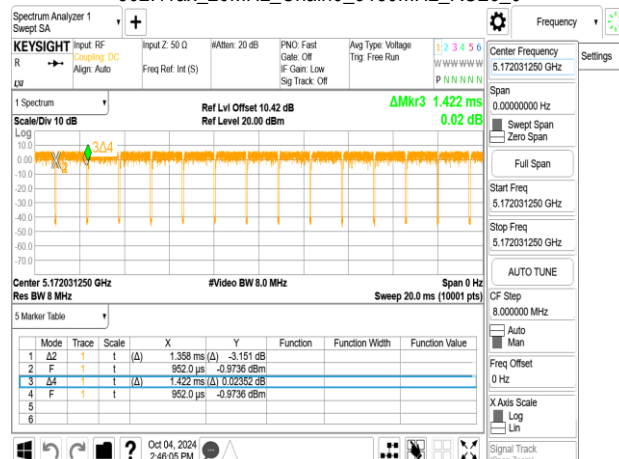 Spectrum Analyzer 1
Swept SA
Frequency
KEYSIGHT
R
LXI
Input: RF
Coupling: DC
Align: Auto
Input Z: 50 Ω
Freq Ref: Int (S)
#Atten: 20 dB
PNO: Fast
Gate: Off
IF Gain: Low
Sig Track: Off
Avg Type: Voltage
Trig: Free Run
1 2 3 4 5 6
W W W W W W
P N N N N N
Settings
1 Spectrum
Scale/Div 10 dB
Ref Lvl Offset 10.42 dB
Ref Level 20.00 dBm
ΔMkr3 1.422 ms
0.02 dB
Log
10.0
0.00
-10.0
-20.0
-30.0
-40.0
-50.0
-60.0
-70.0
3Δ4
Center 5.172031250 GHz
Res BW 8 MHz
#Video BW 8.0 MHz
Span 0 Hz
Sweep 20.0 ms (10001 pts)
5 Marker Table
Mode Trace Scale X Y Function Function Width Function Value
1 Δ2 1 t (Δ) 1.358 ms (Δ) -3.151 dB
2 F 1 t 952.0 µs -0.9736 dBm
3 Δ4 1 t (Δ) 1.422 ms (Δ) 0.02352 dB
4 F 1 t 952.0 µs -0.9736 dBm
5
6
Oct 04, 2024
2:46:05 PM
Center Frequency
5.172031250 GHz
Span
0.00000000 Hz
Swept Span
Zero Span
Full Span
Start Freq
5.172031250 GHz
Stop Freq
5.172031250 GHz
AUTO TUNE
CF Step
8.000000 MHz
Auto
Man
Freq Offset
0 Hz
X Axis Scale
Log
Lin
Signal Track